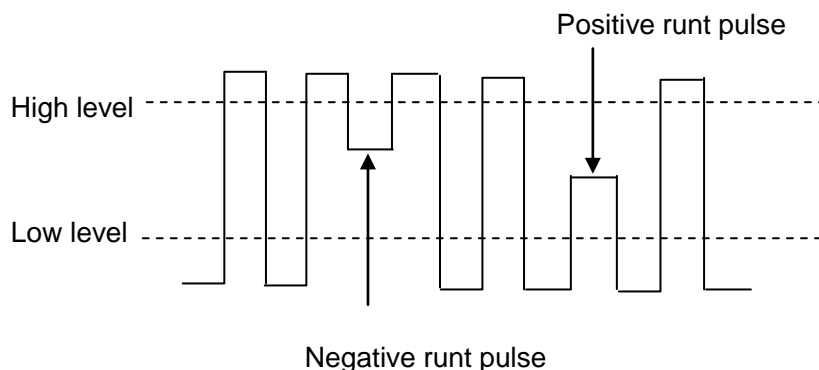 Positive runt pulse
High level
Low level
Negative runt pulse